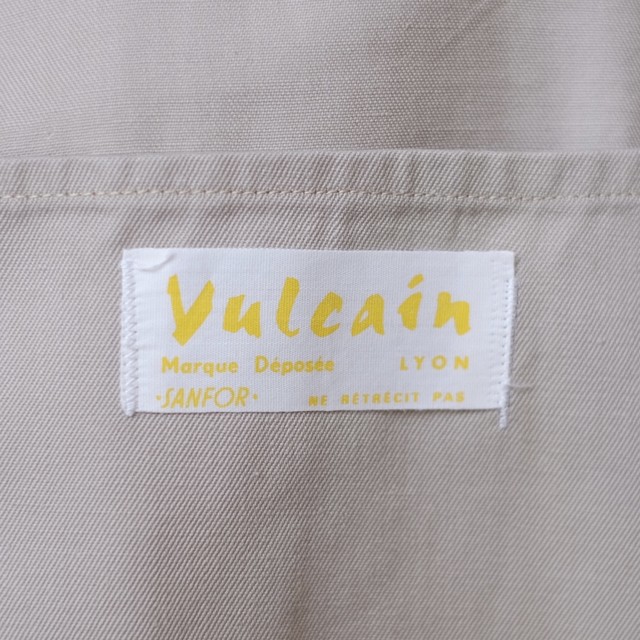 Vulcain
Marque Déposée LYON
•SANFOR• NE RÉTRÉCIT PAS